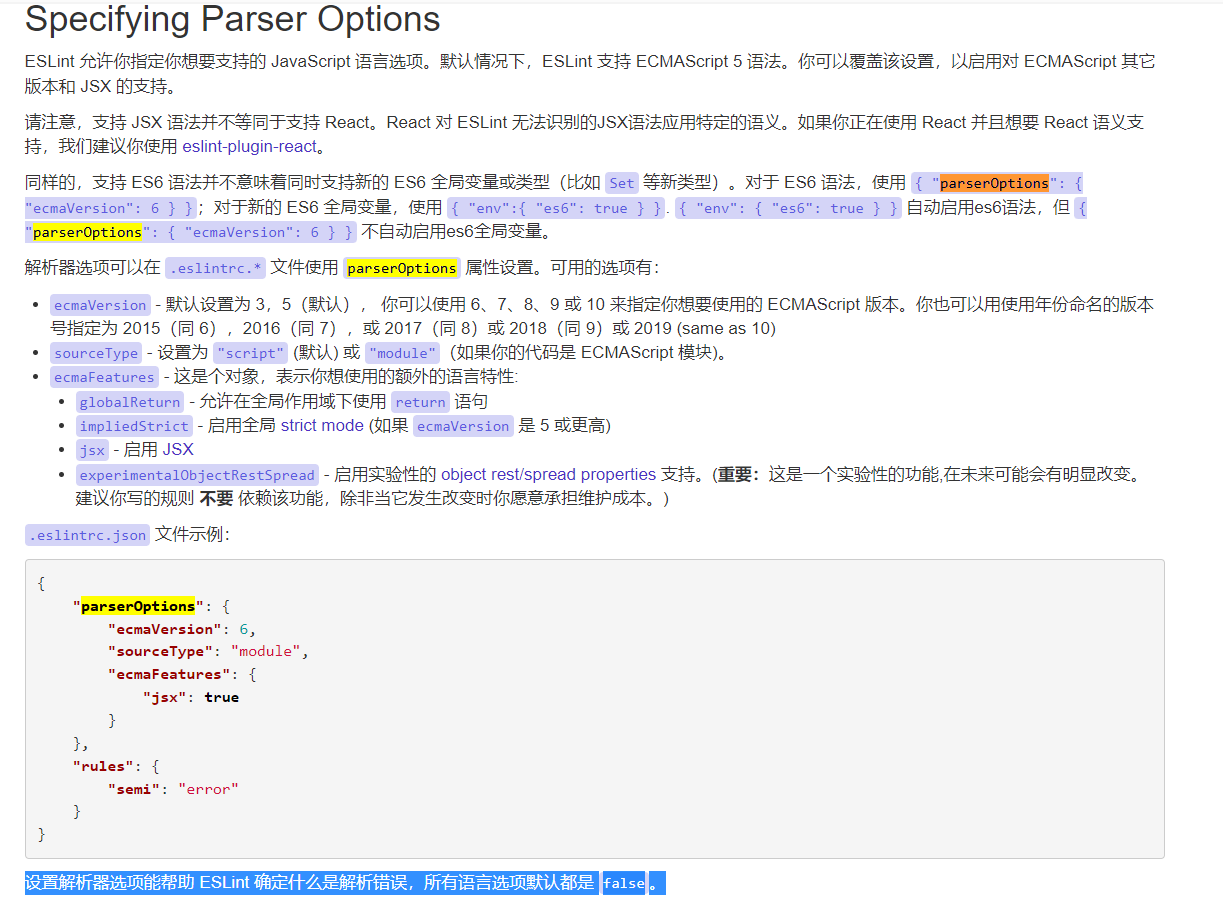 Specifying Parser Options
ESLint 允许你指定你想要支持的 JavaScript 语言选项。默认情况下，ESLint 支持 ECMAScript 5 语法。你可以覆盖该设置，以启用对 ECMAScript 其它
版本和 JSX 的支持。
请注意，支持 JSX 语法并不等同于支持 React。React 对 ESLint 无法识别的JSX语法应用特定的语义。如果你正在使用 React 并且想要 React 语义支
持，我们建议你使用 eslint-plugin-react。
同样的，支持 ES6 语法并不意味着同时支持新的 ES6 全局变量或类型（比如 Set 等新类型）。对于 ES6 语法，使用 { "parserOptions": {
"ecmaVersion": 6 } }；对于新的 ES6 全局变量，使用 { "env":{ "es6": true } }. { "env": { "es6": true } } 自动启用es6语法，但 {
"parserOptions": { "ecmaVersion": 6 } } 不自动启用es6全局变量。
解析器选项可以在 .eslintrc.* 文件使用 parserOptions 属性设置。可用的选项有：
• ecmaVersion - 默认设置为 3，5（默认）， 你可以使用 6、7、8、9 或 10 来指定你想要使用的 ECMAScript 版本。你也可以用使用年份命名的版本
号指定为 2015（同 6），2016（同 7），或 2017（同 8）或 2018（同 9）或 2019 (same as 10)
• sourceType - 设置为 "script" (默认) 或 "module"（如果你的代码是 ECMAScript 模块)。
• ecmaFeatures - 这是个对象，表示你想使用的额外的语言特性:
• globalReturn - 允许在全局作用域下使用 return 语句
• impliedStrict - 启用全局 strict mode (如果 ecmaVersion 是 5 或更高)
• jsx - 启用 JSX
• experimentalObjectRestSpread - 启用实验性的 object rest/spread properties 支持。(重要：这是一个实验性的功能,在未来可能会有明显改变。
建议你写的规则 不要 依赖该功能，除非当它发生改变时你愿意承担维护成本。)
.eslintrc.json 文件示例：
{
    "parserOptions": {
        "ecmaVersion": 6,
        "sourceType": "module",
        "ecmaFeatures": {
            "jsx": true
        }
    },
    "rules": {
        "semi": "error"
    }
}
设置解析器选项能帮助 ESLint 确定什么是解析错误，所有语言选项默认都是 false。